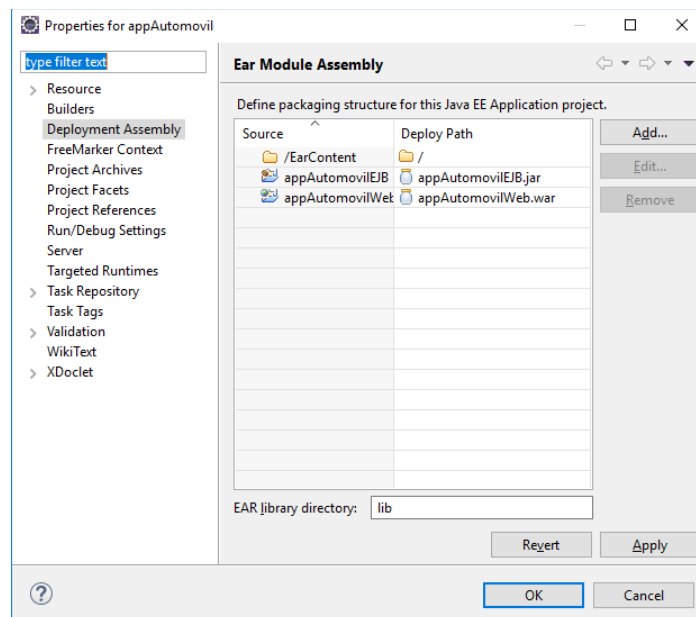 Properties for appAutomovil
type filter text
Ear Module Assembly
Resource
Builders
Deployment Assembly
FreeMarker Context
Project Archives
Project Facets
Project References
Run/Debug Settings
Server
Targeted Runtimes
Task Repository
Task Tags
Validation
WikiText
XDoclet
Define packaging structure for this Java EE Application project.
Source Deploy Path
/EarContent /
appAutomovilEJB appAutomovilEJB.jar
appAutomovilWeb appAutomovilWeb.war
Add...
Edit...
Remove
EAR library directory: lib
Revert Apply
? OK Cancel